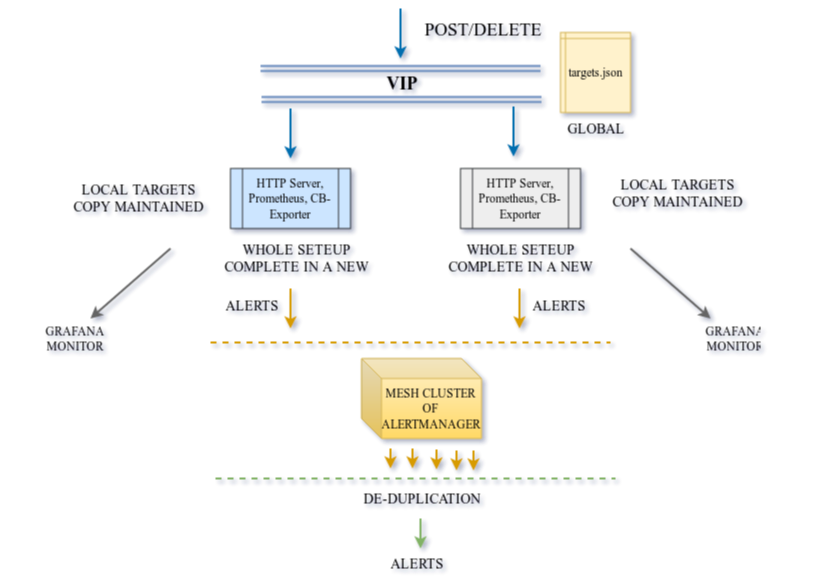 POST/DELETE
targets.json
VIP
GLOBAL
HTTP Server,
Prometheus, CB-
Exporter
HTTP Server,
Prometheus, CB-
Exporter
LOCAL TARGETS
COPY MAINTAINED
LOCAL TARGETS
COPY MAINTAINED
WHOLE SETEUP
COMPLETE IN A NEW
WHOLE SETEUP
COMPLETE IN A NEW
ALERTS
ALERTS
GRAFANA
MONITOR
GRAFANA
MONITOR
MESH CLUSTER
OF
ALERTMANAGER
DE-DUPLICATION
ALERTS